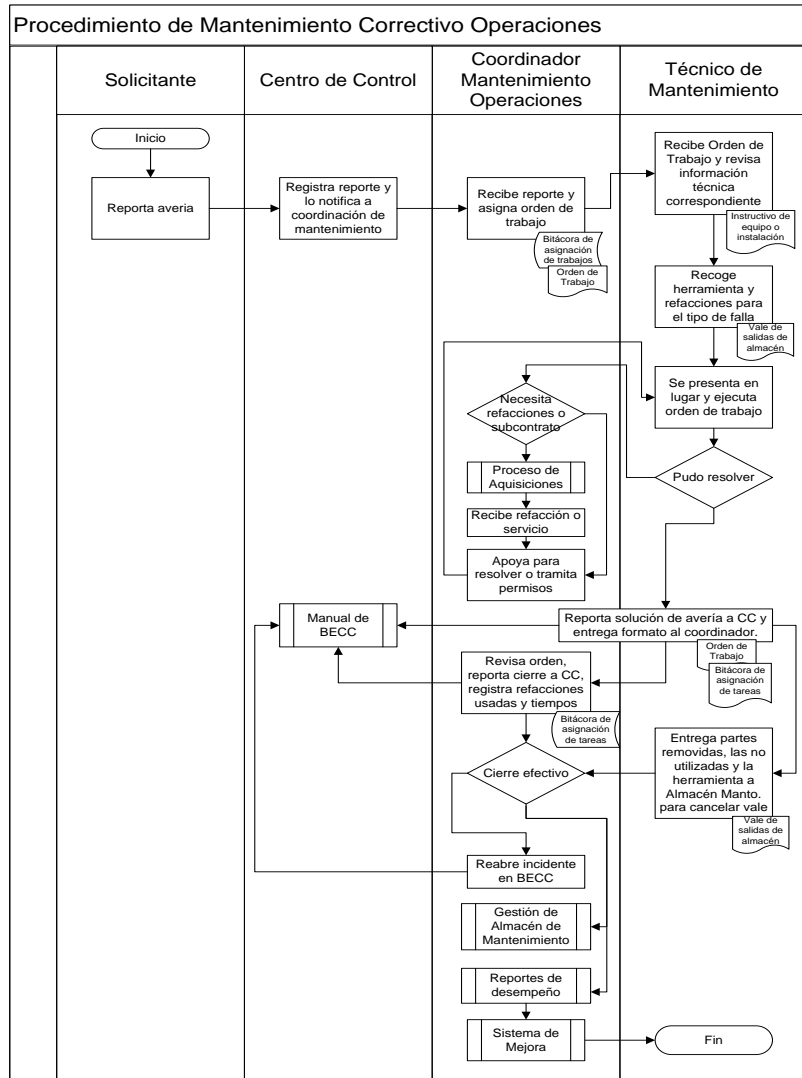 Procedimiento de Mantenimiento Correctivo Operaciones
Solicitante
Centro de Control
Coordinador
Mantenimiento
Operaciones
Técnico de
Mantenimiento
Inicio
Reporta averia
Registra reporte y
lo notifica a
coordinación de
mantenimiento
Recibe reporte y
asigna orden de
trabajo
Bitácora de
asignación
de trabajos
Orden de
Trabajo
Recibe Orden de
Trabajo y revisa
información
técnica
correspondiente
Instructivo de
equipo o
instalación
Recoge
herramienta y
refacciones para
el tipo de falla
Vale de
salidas de
almacén
Se presenta en
lugar y ejecuta
orden de trabajo
Necesita
refacciones o
subcontrato
Pudo resolver
Proceso de
Aquisiciones
Recibe refacción o
servicio
Apoya para
resolver o tramita
permisos
Manual de
BECC
Reporta solución de avería a CC y
entrega formato al coordinador.
Orden de
Trabajo
Bitácora de
asignación
de tareas
Revisa orden,
reporta cierre a CC,
registra refacciones
usadas y tiempos
Bitácora de
asignación
de tareas
Cierre efectivo
Entrega partes
removidas, las no
utilizadas y la
herramienta a
Almacén Manto.
para cancelar vale
Vale de
salidas de
almacén
Reabre incidente
en BECC
Gestión de
Almacén de
Mantenimiento
Reportes de
desempeño
Sistema de
Mejora
Fin